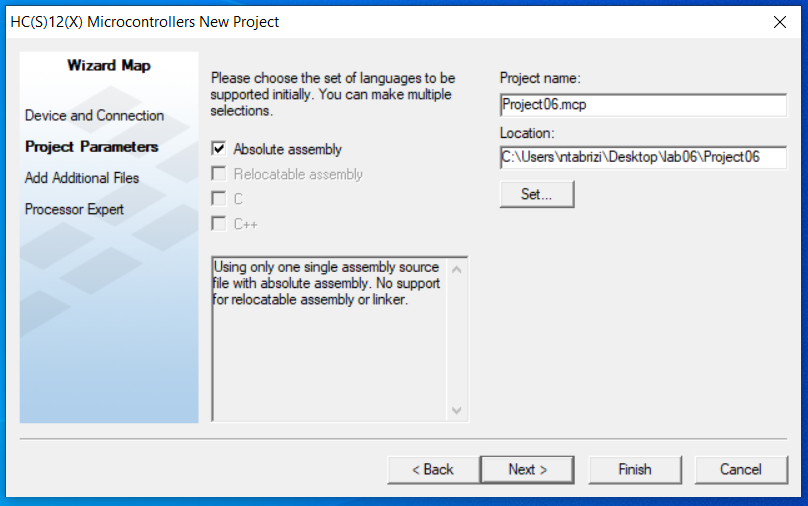 HC(S)12(X) Microcontrollers New Project
Wizard Map
Device and Connection
Project Parameters
Add Additional Files
Processor Expert
Please choose the set of languages to be
supported initially. You can make multiple
selections.
Absolute assembly
Relocatable assembly
C
C++
Using only one single assembly source
file with absolute assembly. No support
for relocatable assembly or linker.
Project name:
Project06.mcp
Location:
C:\Users\ntabrizi\Desktop\lab06\Project06
Set...
< Back
Next >
Finish
Cancel